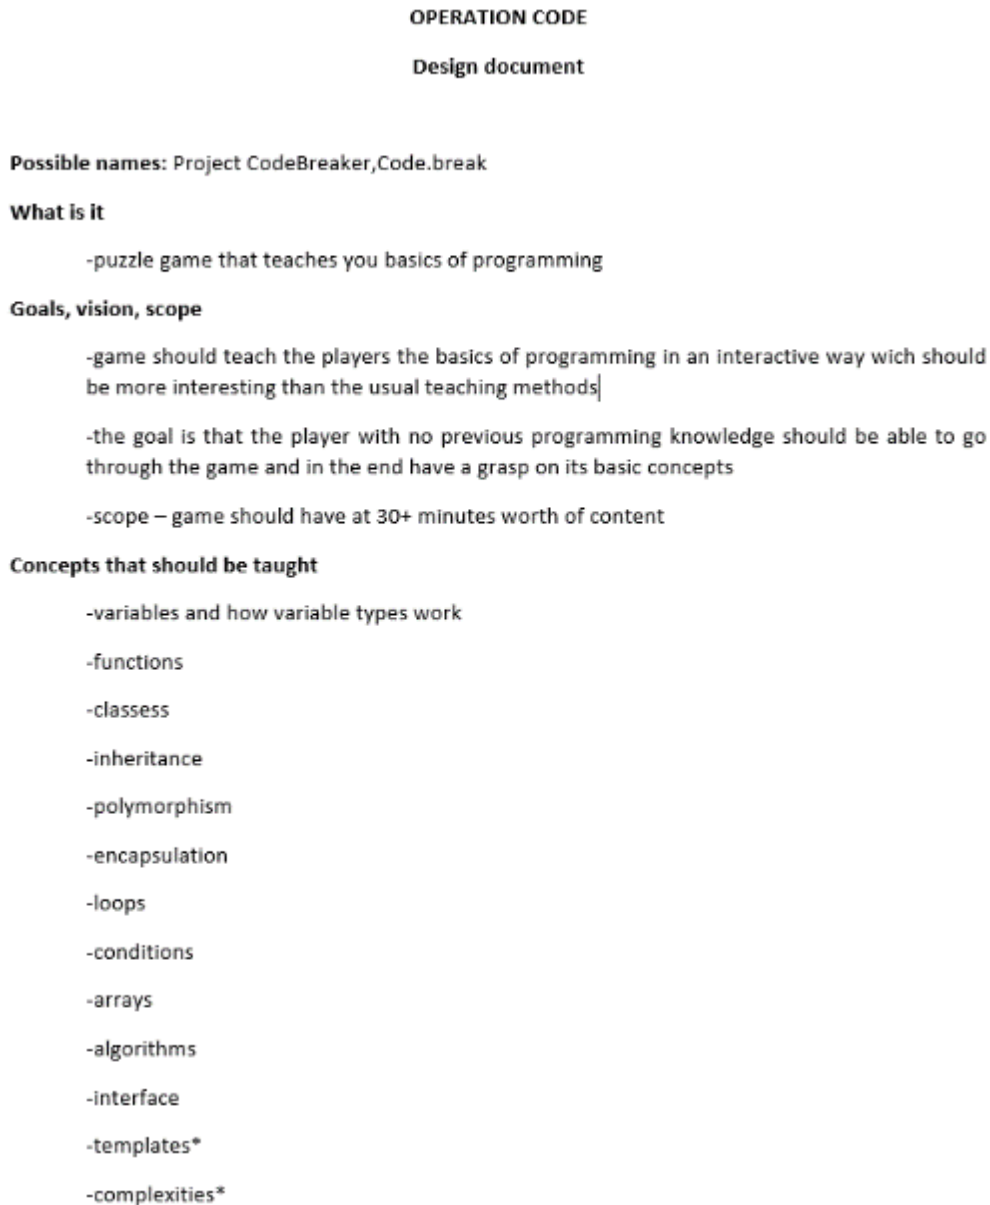 OPERATION CODE
Design document
Possible names: Project CodeBreaker,Code.break
What is it
-puzzle game that teaches you basics of programming
Goals, vision, scope
-game should teach the players the basics of programming in an interactive way wich should
be more interesting than the usual teaching methods
-the goal is that the player with no previous programming knowledge should be able to go
through the game and in the end have a grasp on its basic concepts
-scope – game should have at 30+ minutes worth of content
Concepts that should be taught
-variables and how variable types work
-functions
-classess
-inheritance
-polymorphism
-encapsulation
-loops
-conditions
-arrays
-algorithms
-interface
-templates*
-complexities*